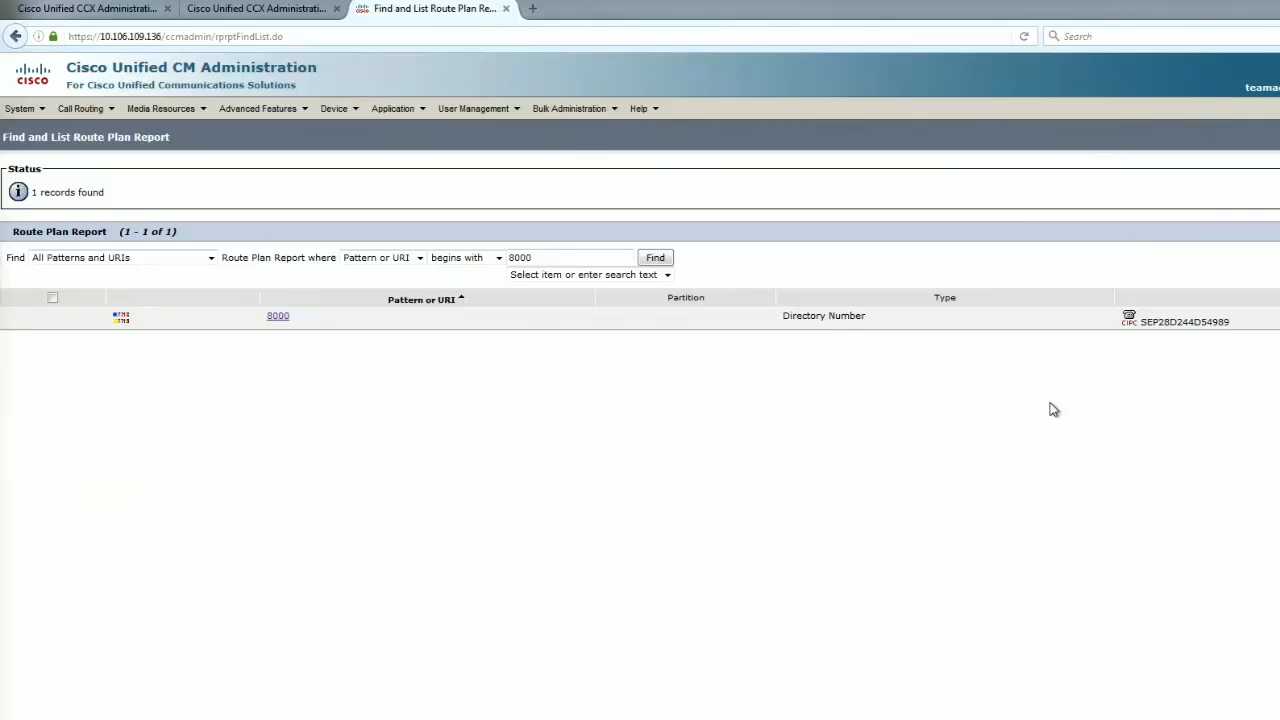 Cisco Unified CCX Administrati... × Cisco Unified CCX Administrati... × Find and List Route Plan Re... × +
https://10.106.109.136/ccmadmin/rprptFindList.do Search
CISCO Cisco Unified CM Administration
For Cisco Unified Communications Solutions
teama
System Call Routing Media Resources Advanced Features Device Application User Management Bulk Administration Help
Find and List Route Plan Report
Status
i 1 records found
Route Plan Report (1 - 1 of 1)
Find All Patterns and URIs Route Plan Report where Pattern or URI begins with 8000 Find
Select item or enter search text
Pattern or URI Partition Type
8000 Directory Number CIPC SEP28D244D54989